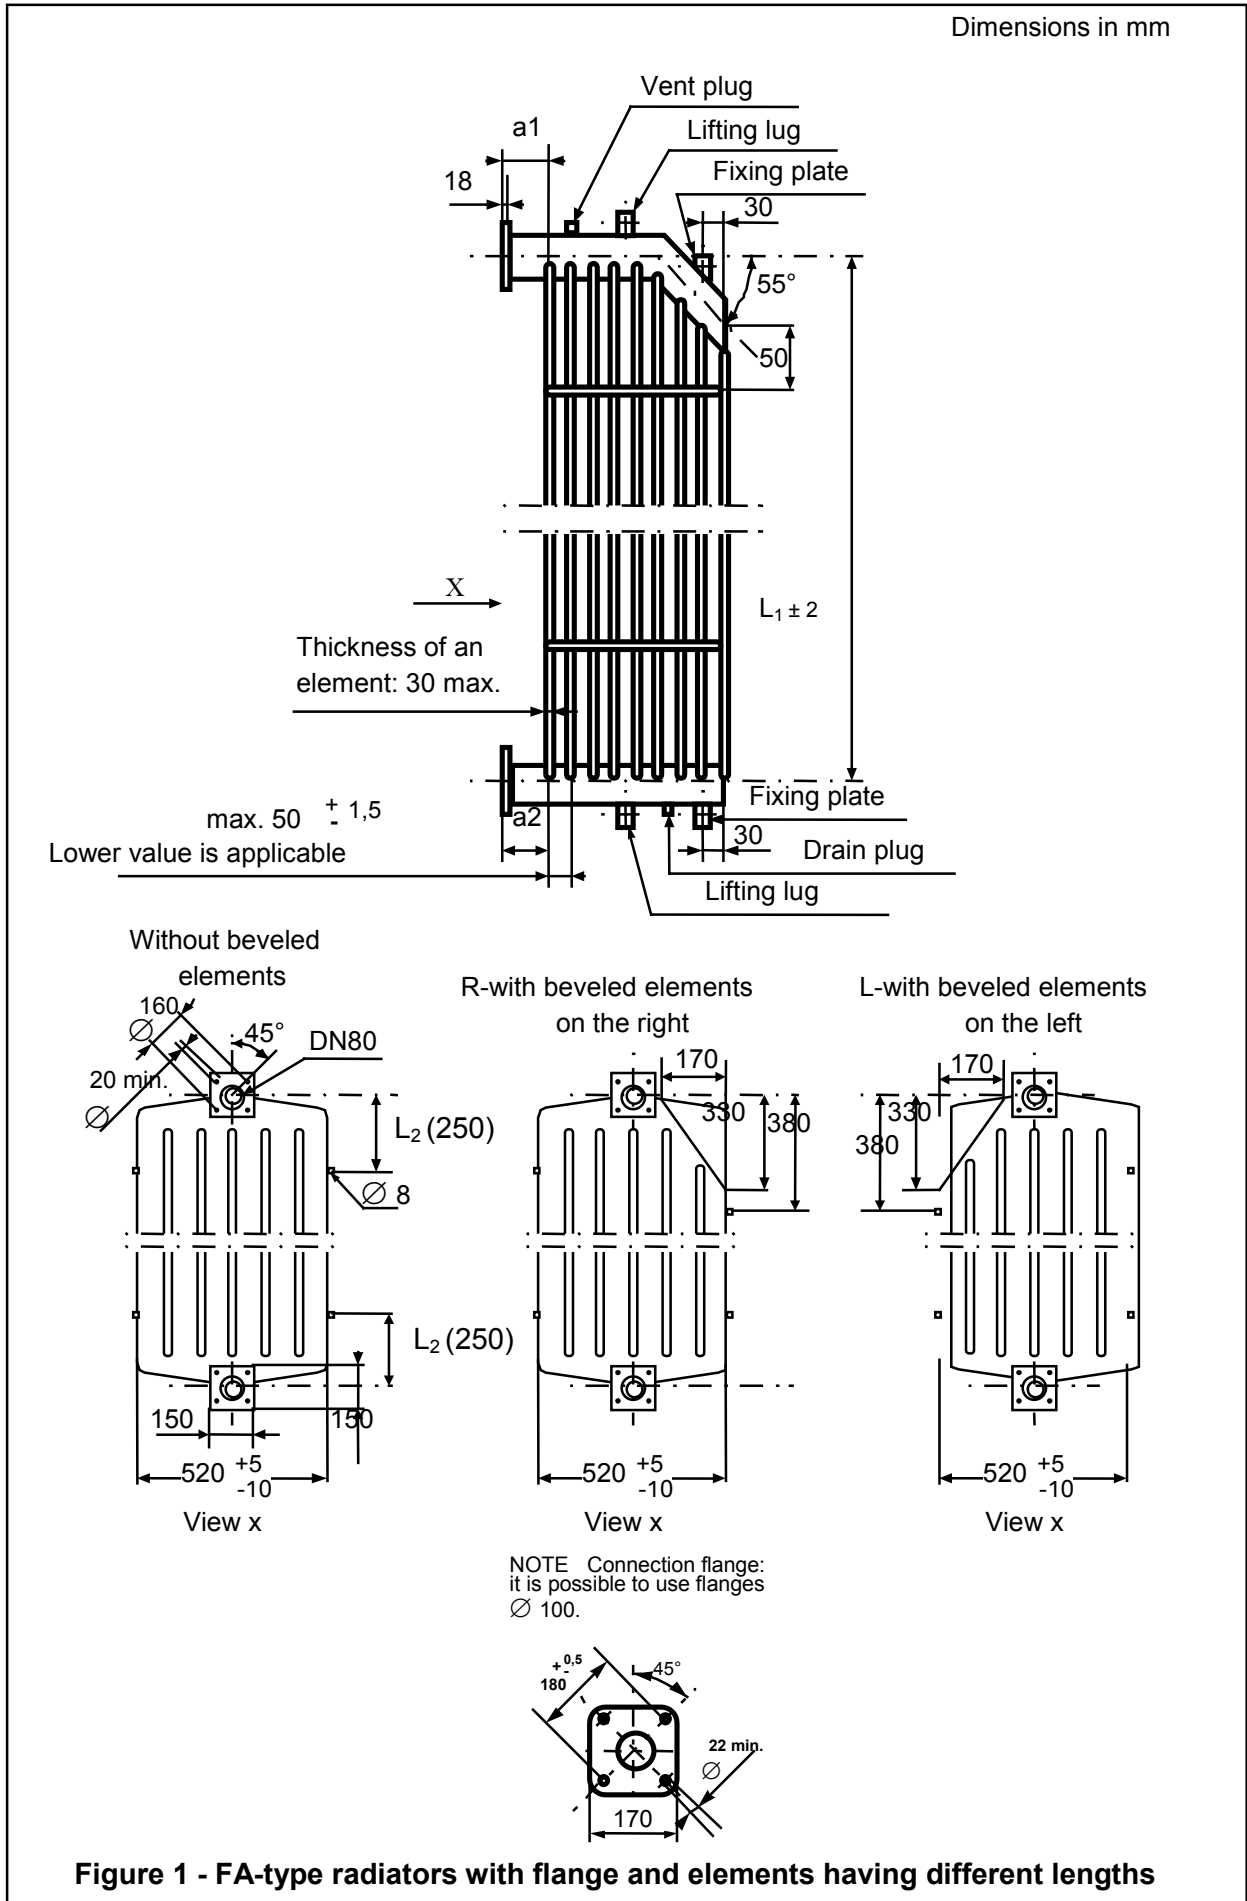 Dimensions in mm
Vent plug
a1
Lifting lug
18
Fixing plate
30
55°
50
X
L1 ± 2
Thickness of an
element: 30 max.
max. 50 + - 1,5
Lower value is applicable
a2
Fixing plate
30
Drain plug
Lifting lug
Without beveled
elements
R-with beveled elements
on the right
L-with beveled elements
on the left
160
∅
45°
DN80
20 min.
∅
L2 (250)
∅ 8
170
330
380
170
330
380
L2 (250)
150
150
520 +5 -10
520 +5 -10
520 +5 -10
View x
View x
View x
NOTE Connection flange:
it is possible to use flanges
∅ 100.
+ - 0,5
180
45°
22 min.
∅
170
Figure 1 - FA-type radiators with flange and elements having different lengths